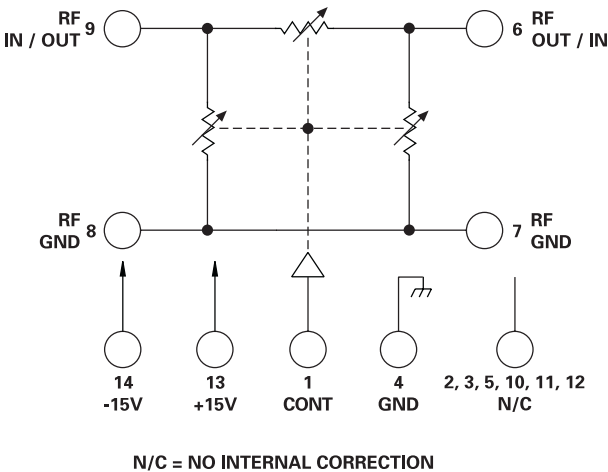 RF
IN / OUT 9
6 RF
OUT / IN
RF
GND 8
7 RF
GND
14
-15V
13
+15V
1
CONT
4
GND
2, 3, 5, 10, 11, 12
N/C
N/C = NO INTERNAL CORRECTION